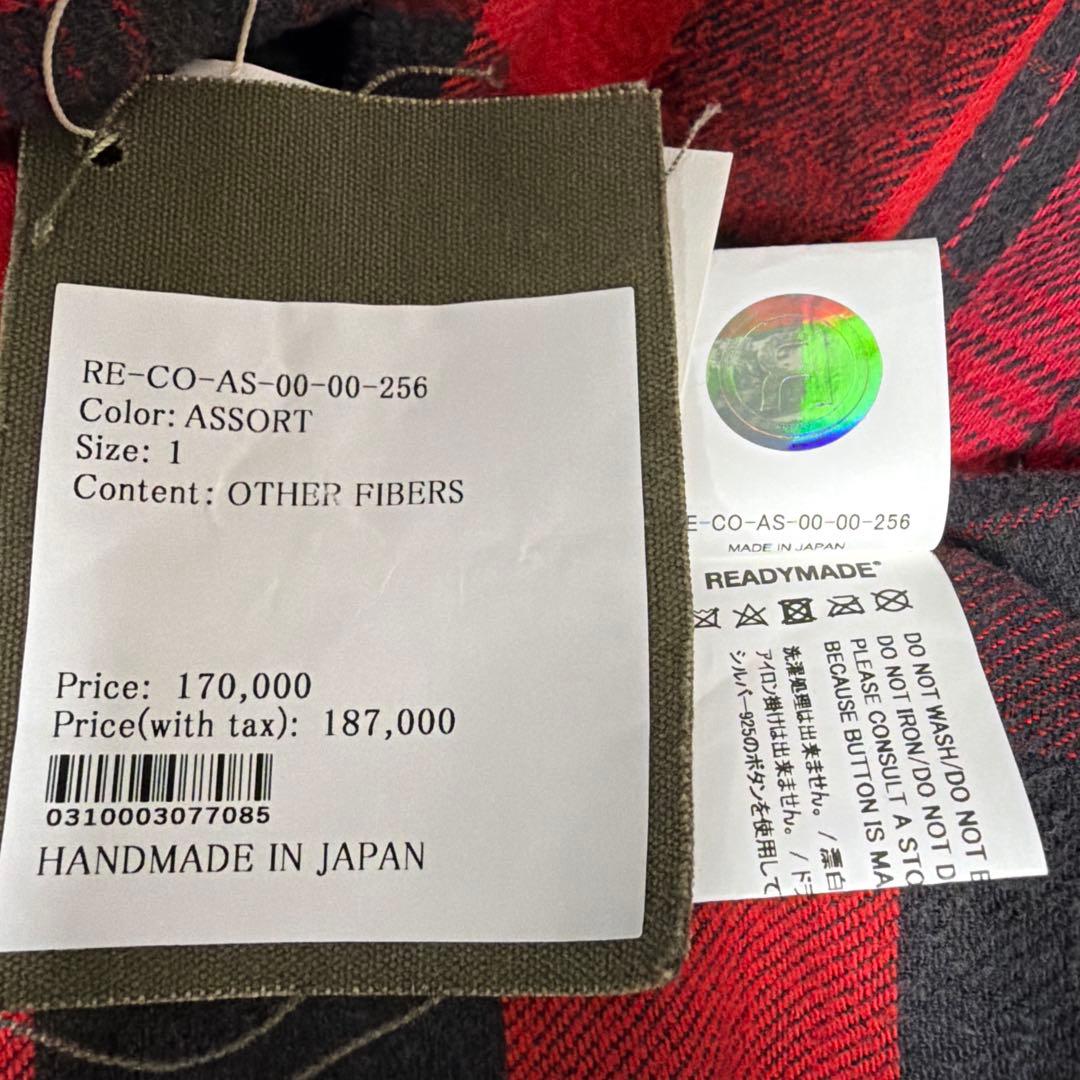 RE-CO-AS-00-00-256
Color: ASSORT
Size: 1
Content: OTHER FIBERS
Price: 170,000
Price(with tax): 187,000
0310003077085
HANDMADE IN JAPAN
E-CO-AS-00-00-256
MADE IN JAPAN
READYMADE
DO NOT WASH/DO NOT
DO NOT IRON/DO NOT D
PLEASE CONSULT A STO
BECAUSE BUTTON IS MA
洗濯処理は出来ません。/漂白
アイロン掛けは出来ません。/ドラ
シルバー925のボタンを使用して